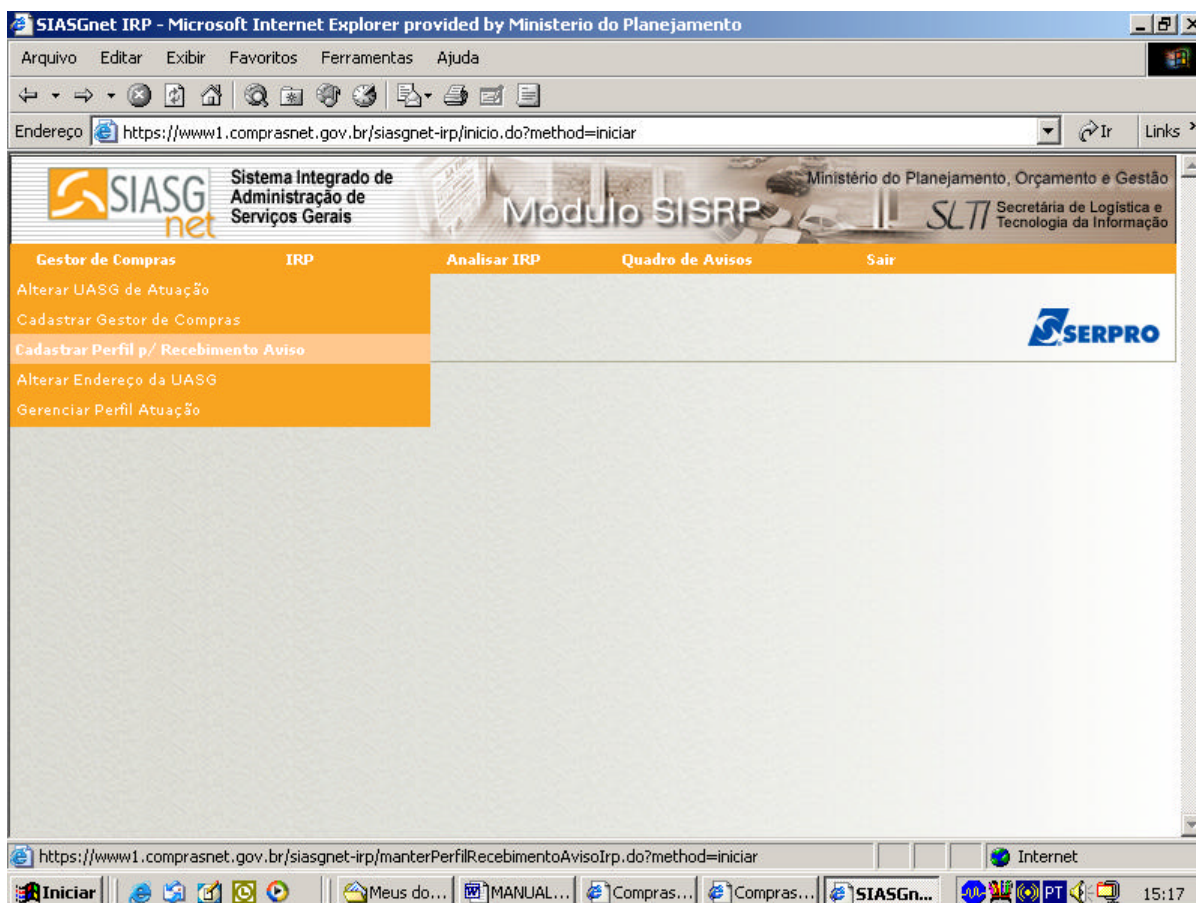 SIASGnet IRP - Microsoft Internet Explorer provided by Ministerio do Planejamento
Arquivo Editar Exibir Favoritos Ferramentas Ajuda
Endereço https://www1.comprasnet.gov.br/siasgnet-irp/inicio.do?method=iniciar Ir Links
SIASG net
Sistema Integrado de
Administração de
Serviços Gerais
Módulo SISRP
Ministério do Planejamento, Orçamento e Gestão
SLTI Secretária de Logística e
Tecnologia da Informação
Gestor de Compras IRP Analisar IRP Quadro de Avisos Sair
Alterar UASG de Atuação
Cadastrar Gestor de Compras
Cadastrar Perfil p/ Recebimento Aviso
Alterar Endereço da UASG
Gerenciar Perfil Atuação
SERPRO
https://www1.comprasnet.gov.br/siasgnet-irp/manterPerfilRecebimentoAvisoIrp.do?method=iniciar Internet
Iniciar Meus do... MANUAL... Compras... Compras... SIASGn... PT 15:17